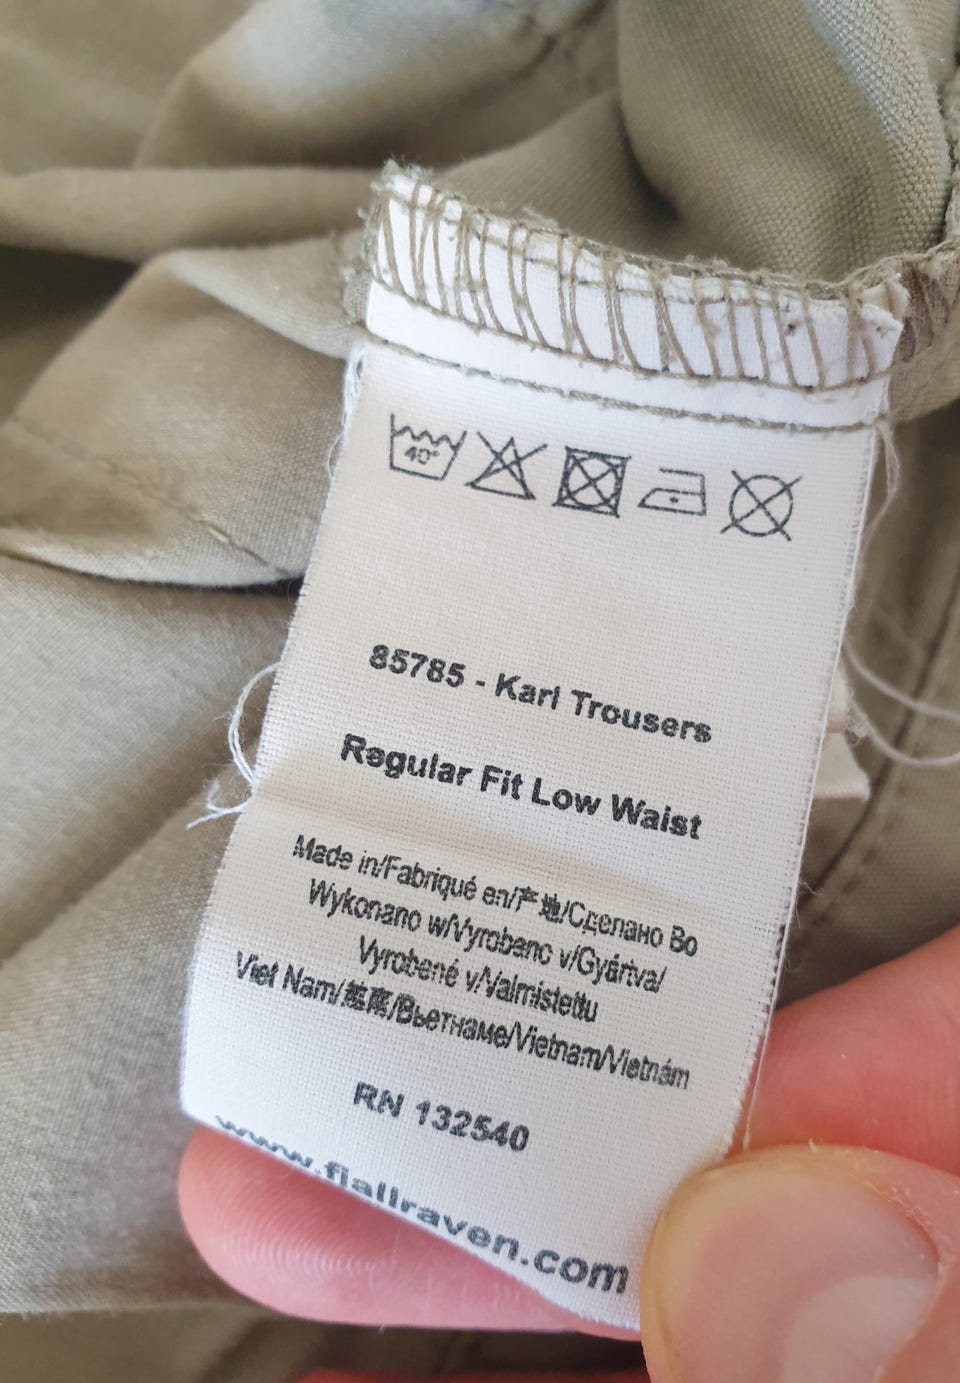 40°
85785 - Karl Trousers
Regular Fit Low Waist
Made in/Fabriqué en/产地/Сделано Во
Wykonano w/Vyrobeno v/Gyártva/
Vyrobené v/Valmistettu
Viet Nam/越南/Вьетнаме/Vietnam/Vietnám
RN 132540
www.fjallraven.com